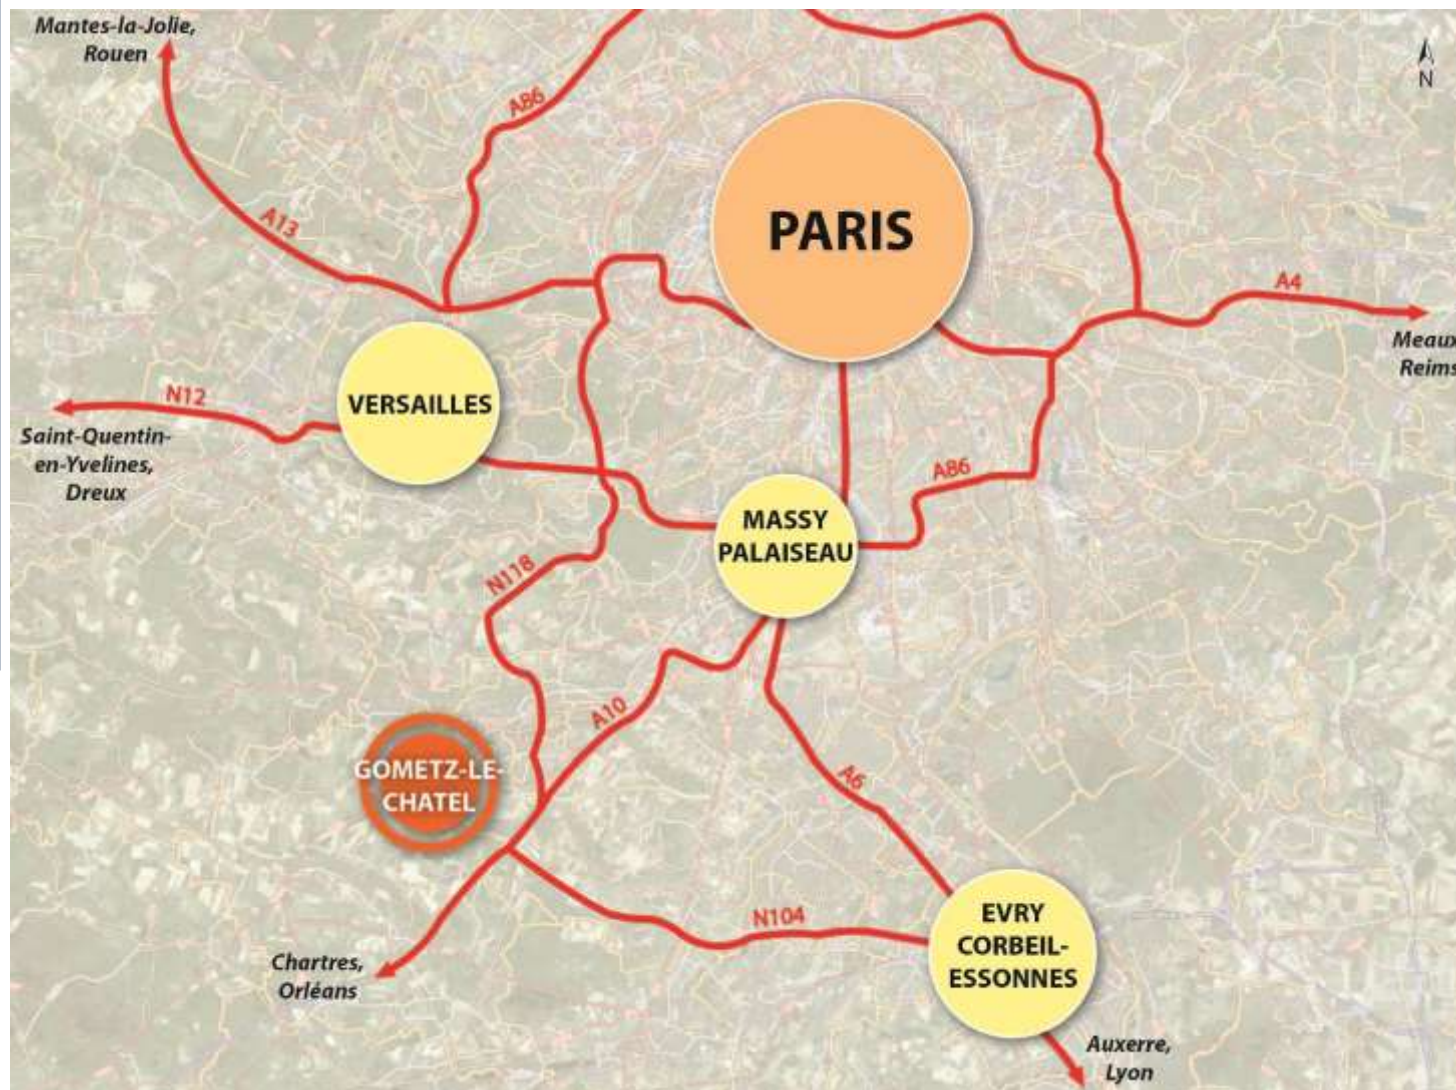 Mantes-la-Jolie,
Rouen
N
A86
A13
PARIS
A4
Meaux
Reims
N12
VERSAILLES
Saint-Quentin-
en-Yvelines,
Dreux
A86
MASSY
PALAISEAU
N118
A10
GOMETZ-LE-
CHATEL
A6
EVRY
CORBEIL-
ESSONNES
N104
Chartres,
Orléans
Auxerre,
Lyon